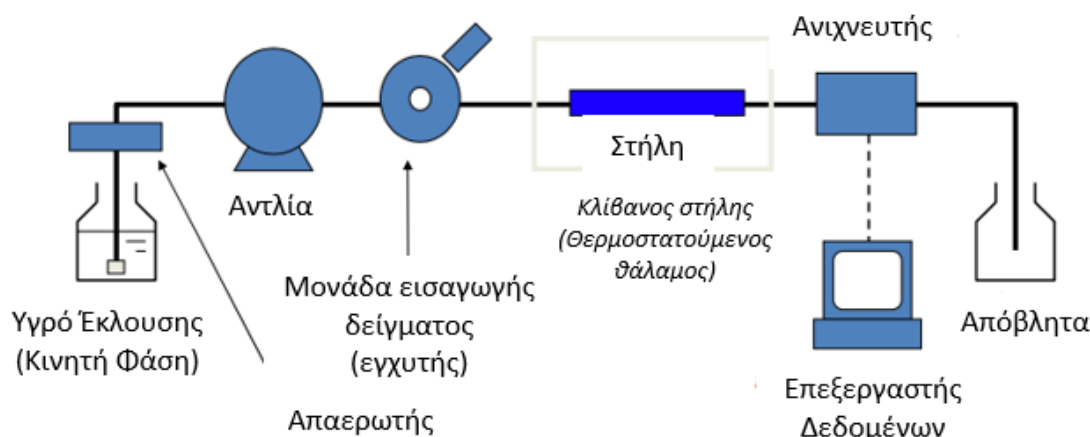 Ανιχνευτής
Στήλη
Αντλία
Κλίβανος στήλης
(Θερμοστατούμενος
θάλαμος)
Μονάδα εισαγωγής
δείγματος
(εγχυτής)
Υγρό Έκλουσης
(Κινητή Φάση)
Απόβλητα
Επεξεργαστής
Δεδομένων
Απαερωτής